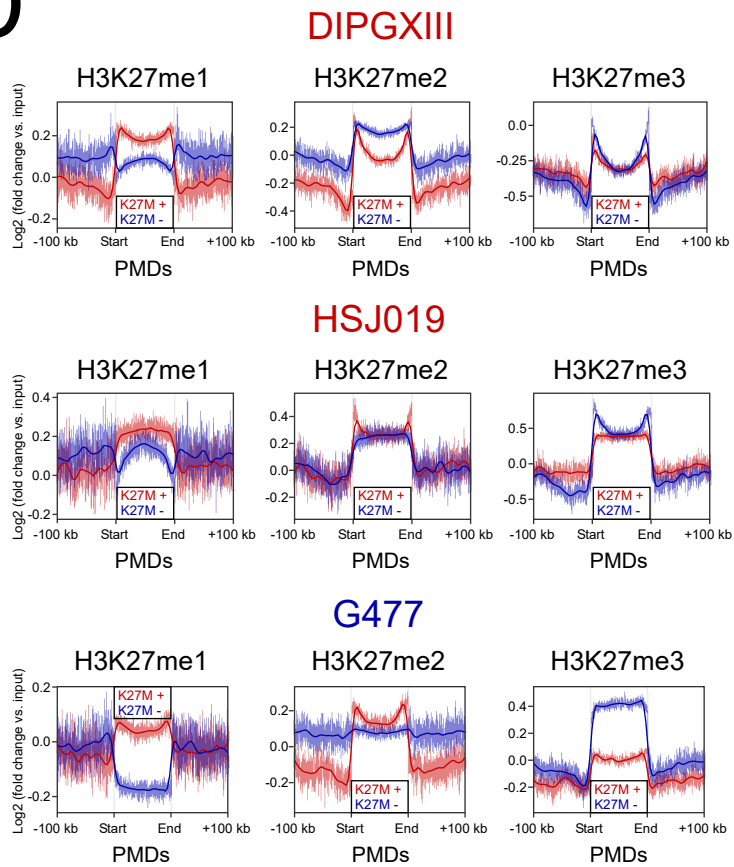 DIPGXIII
H3K27me1 H3K27me2 H3K27me3
Log2 (fold change vs. input)
0.2
0.0
-0.2
K27M +
K27M -
-100 kb Start End +100 kb
PMDs
0.2
0.0
-0.2
-0.4
K27M +
K27M -
-100 kb Start End +100 kb
PMDs
0.0
-0.25
-0.5
K27M +
K27M -
-100 kb Start End +100 kb
PMDs
HSJ019
H3K27me1 H3K27me2 H3K27me3
Log2 (fold change vs. input)
0.4
0.2
0.0
-0.2
K27M +
K27M -
-100 kb Start End +100 kb
PMDs
0.4
0.2
0.0
-0.2
K27M +
K27M -
-100 kb Start End +100 kb
PMDs
0.5
0.0
-0.5
K27M +
K27M -
-100 kb Start End +100 kb
PMDs
G477
H3K27me1 H3K27me2 H3K27me3
Log2 (fold change vs. input)
0.2
0.0
-0.2
K27M +
K27M -
-100 kb Start End +100 kb
PMDs
0.2
0.0
-0.2
K27M +
K27M -
-100 kb Start End +100 kb
PMDs
0.4
0.2
0.0
-0.2
K27M +
K27M -
-100 kb Start End +100 kb
PMDs